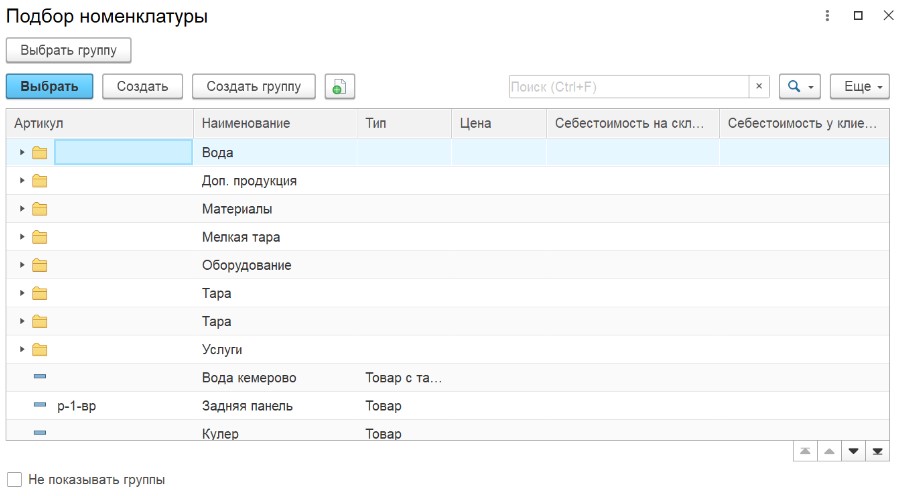 Подбор номенклатуры
Выбрать группу
Выбрать Создать Создать группу Поиск (Ctrl+F) × Еще
Артикул Наименование Тип Цена Себестоимость на скл... Себестоимость у клие...
Вода
Доп. продукция
Материалы
Мелкая тара
Оборудование
Тара
Тара
Услуги
Вода кемерово Товар с та...
р-1-вр Задняя панель Товар
Кулер Товар
Не показывать группы